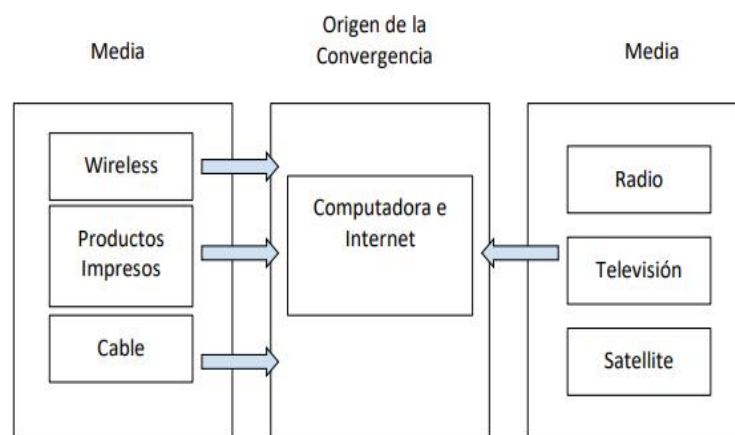 Media
Origen de la
Convergencia
Media
Wireless
Productos
Impresos
Cable
Computadora e
Internet
Radio
Televisión
Satellite